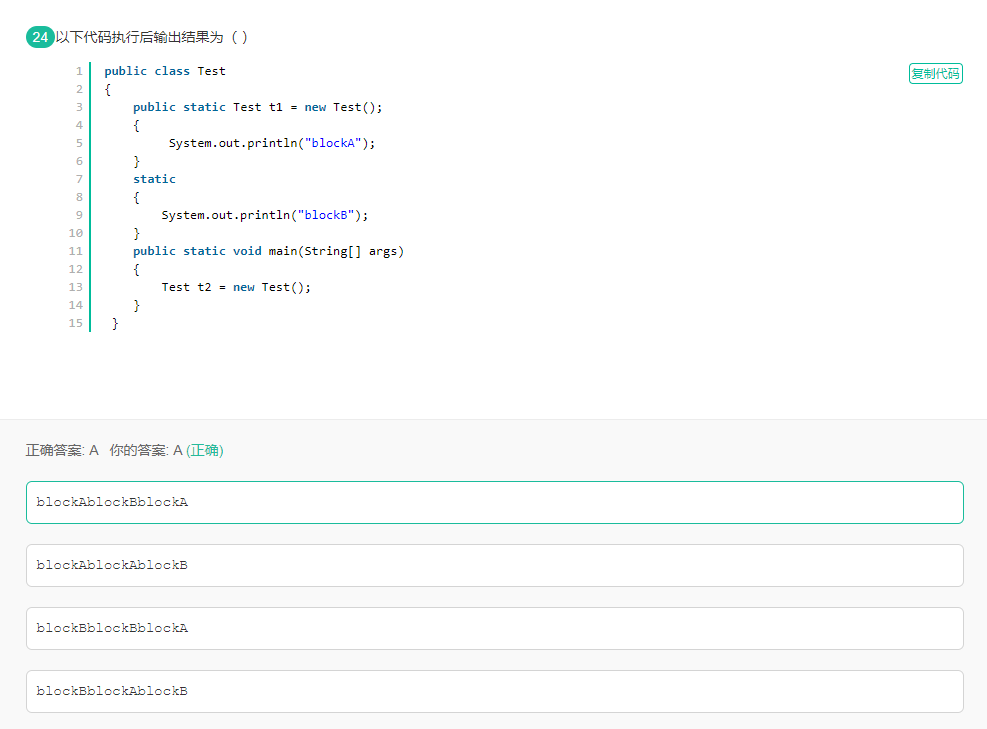 24 以下代码执行后输出结果为（ ）
复制代码
1 public class Test
2 {
3     public static Test t1 = new Test();
4     {
5          System.out.println("blockA");
6     }
7     static
8     {
9         System.out.println("blockB");
10     }
11     public static void main(String[] args)
12     {
13         Test t2 = new Test();
14     }
15  }
正确答案: A 你的答案: A (正确)
blockAblockBblockA
blockAblockAblockB
blockBblockBblockA
blockBblockAblockB